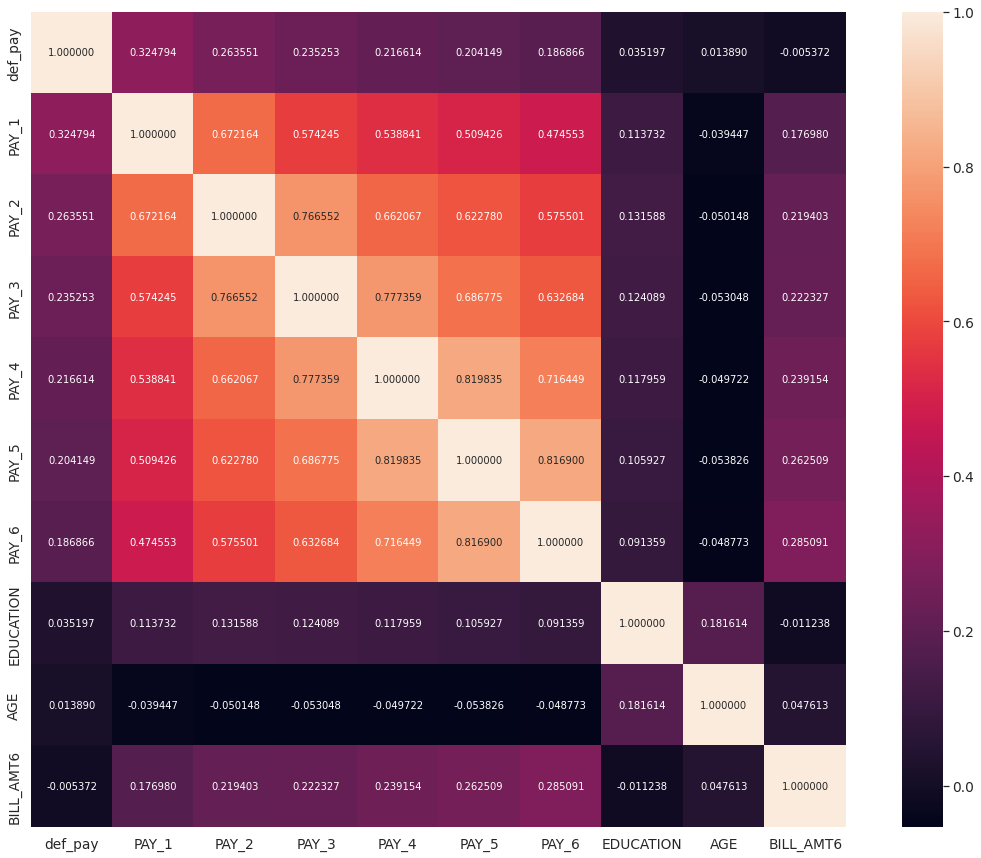 def_pay 1.000000 0.324794 0.263551 0.235253 0.216614 0.204149 0.186866 0.035197 0.013890 -0.005372
PAY_1 0.324794 1.000000 0.672164 0.574245 0.538841 0.509426 0.474553 0.113732 -0.039447 0.176980
PAY_2 0.263551 0.672164 1.000000 0.766552 0.662067 0.622780 0.575501 0.131588 -0.050148 0.219403
PAY_3 0.235253 0.574245 0.766552 1.000000 0.777359 0.686775 0.632684 0.124089 -0.053048 0.222327
PAY_4 0.216614 0.538841 0.662067 0.777359 1.000000 0.819835 0.716449 0.117959 -0.049722 0.239154
PAY_5 0.204149 0.509426 0.622780 0.686775 0.819835 1.000000 0.816900 0.105927 -0.053826 0.262509
PAY_6 0.186866 0.474553 0.575501 0.632684 0.716449 0.816900 1.000000 0.091359 -0.048773 0.285091
EDUCATION 0.035197 0.113732 0.131588 0.124089 0.117959 0.105927 0.091359 1.000000 0.181614 -0.011238
AGE 0.013890 -0.039447 -0.050148 -0.053048 -0.049722 -0.053826 -0.048773 0.181614 1.000000 0.047613
BILL_AMT6 -0.005372 0.176980 0.219403 0.222327 0.239154 0.262509 0.285091 -0.011238 0.047613 1.000000
def_pay PAY_1 PAY_2 PAY_3 PAY_4 PAY_5 PAY_6 EDUCATION AGE BILL_AMT6
1.0
0.8
0.6
0.4
0.2
0.0